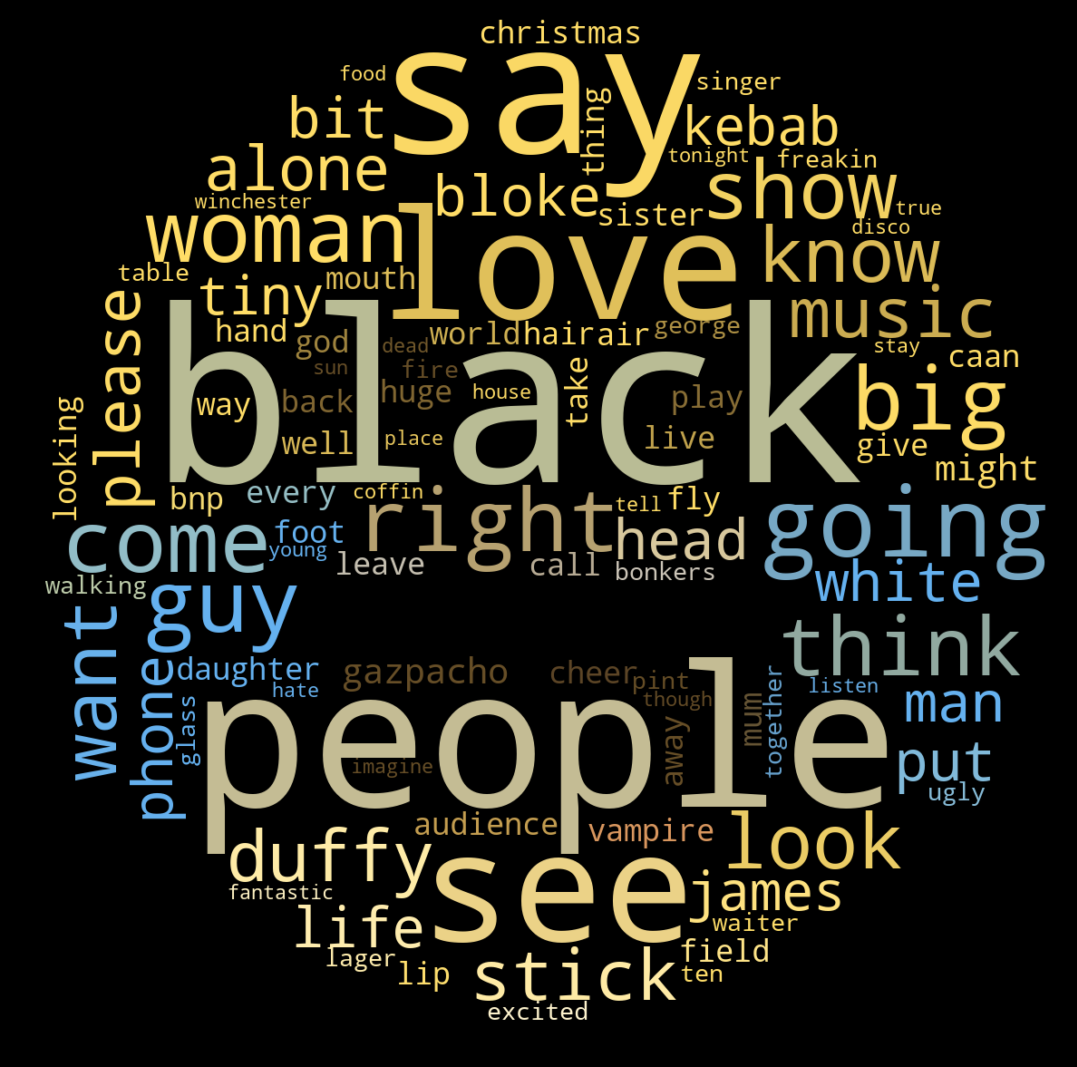 christmas
say
food
singer
bit
thing
kebab
alone
tonight
freakin
bloke
show
winchester
sister
true
woman
love
disco
know
table
mouth
tiny
please
music
hand
world
hair
air
george
god
dead
stay
caan
black
sun
fire
take
big
huge
house
way
back
play
looking
well
place
live
give
might
bnp
every
coffin
right
tell
fly
going
come
foot
head
young
leave
call
bonkers
white
walking
guy
want
think
phone
daughter
gazpacho
cheer
pint
listen
hate
though
together
man
glass
people
mum
away
imagine
put
ugly
audience
vampire
look
duffy
see
james
fantastic
life
waiter
lager
field
lip
stick
ten
excited